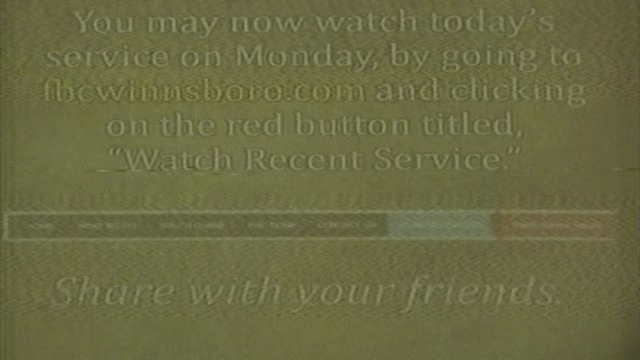 You may now watch today's
service on Monday, by going to
fbcwinnsboro.com and clicking
on the red button titled,
“Watch Recent Service.”
Share with your friends.